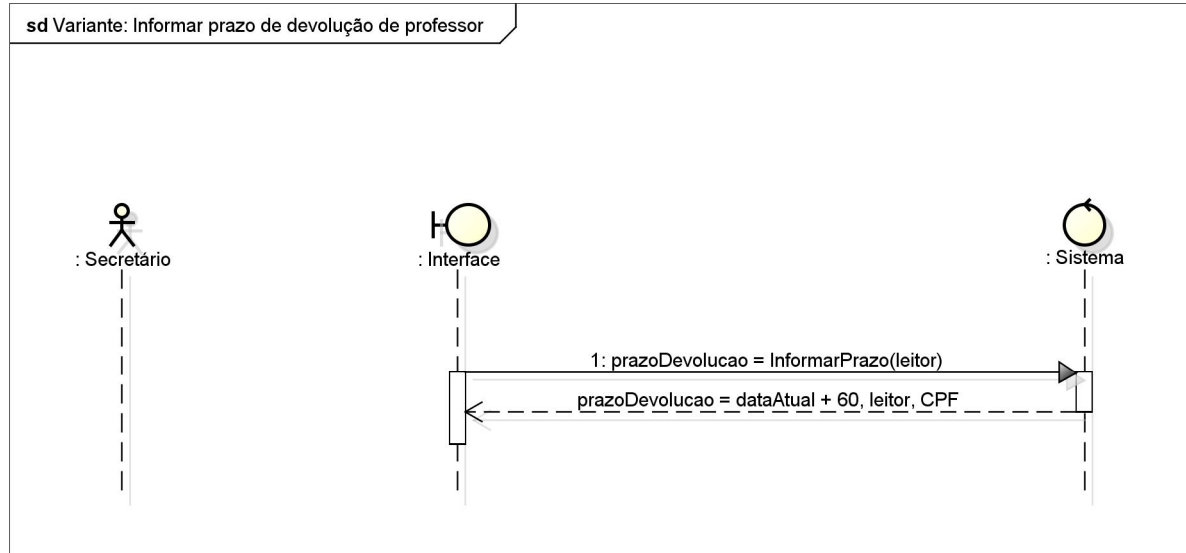 sd Variante: Informar prazo de devolução de professor
: Secretário
: Interface
: Sistema
1: prazoDevolucao = InformarPrazo(leitor)
prazoDevolucao = dataAtual + 60, leitor, CPF